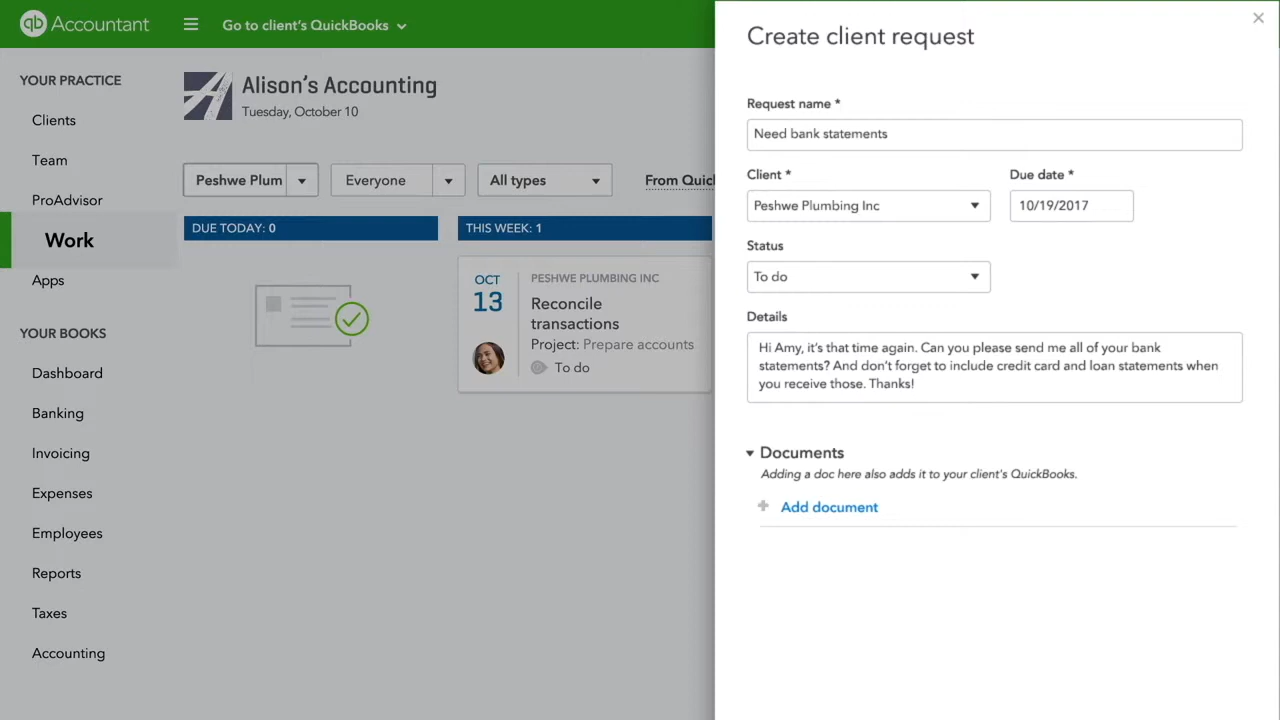 qb Accountant
Go to client's QuickBooks
YOUR PRACTICE
Clients
Team
ProAdvisor
Work
Apps
YOUR BOOKS
Dashboard
Banking
Invoicing
Expenses
Employees
Reports
Taxes
Accounting
Alison's Accounting
Tuesday, October 10
Peshwe Plum
Everyone
All types
From Quic
DUE TODAY: 0
THIS WEEK: 1
OCT
13
PESHWE PLUMBING INC
Reconcile
transactions
Project: Prepare accounts
To do
Create client request
Request name *
Need bank statements
Client *
Due date *
Peshwe Plumbing Inc
10/19/2017
Status
To do
Details
Hi Amy, it's that time again. Can you please send me all of your bank
statements? And don't forget to include credit card and loan statements when
you receive those. Thanks!
Documents
Adding a doc here also adds it to your client's QuickBooks.
Add document